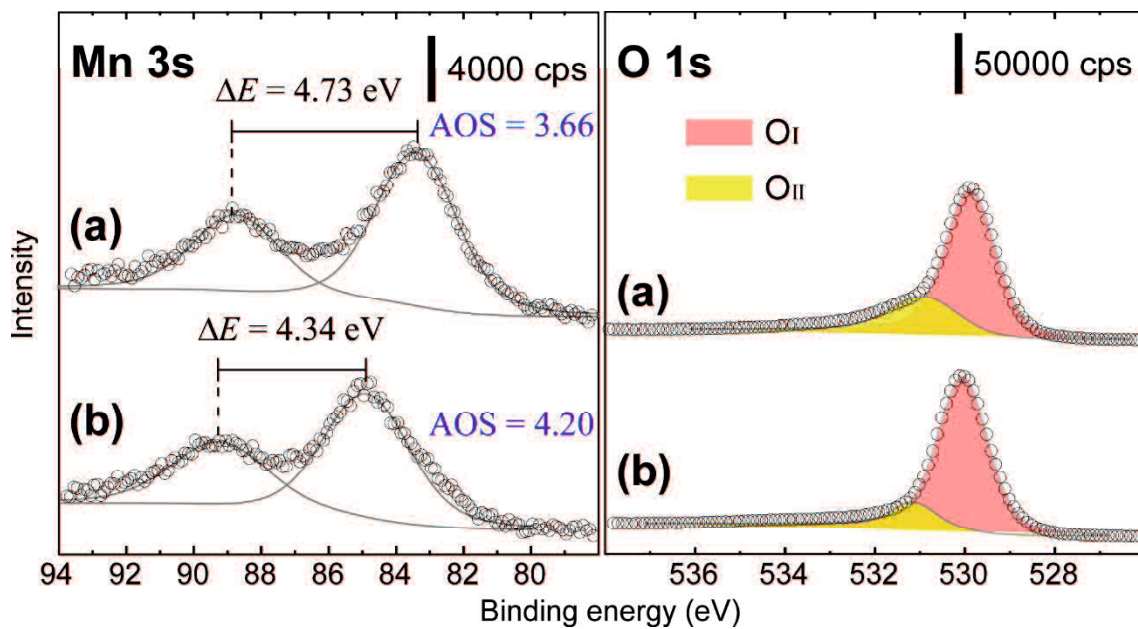 Mn 3s
4000 cps
ΔE = 4.73 eV
AOS = 3.66
(a)
ΔE = 4.34 eV
(b)
AOS = 4.20
O 1s
50000 cps
OI
OII
(a)
(b)
Intensity
94 92 90 88 86 84 82 80
536 534 532 530 528
Binding energy (eV)